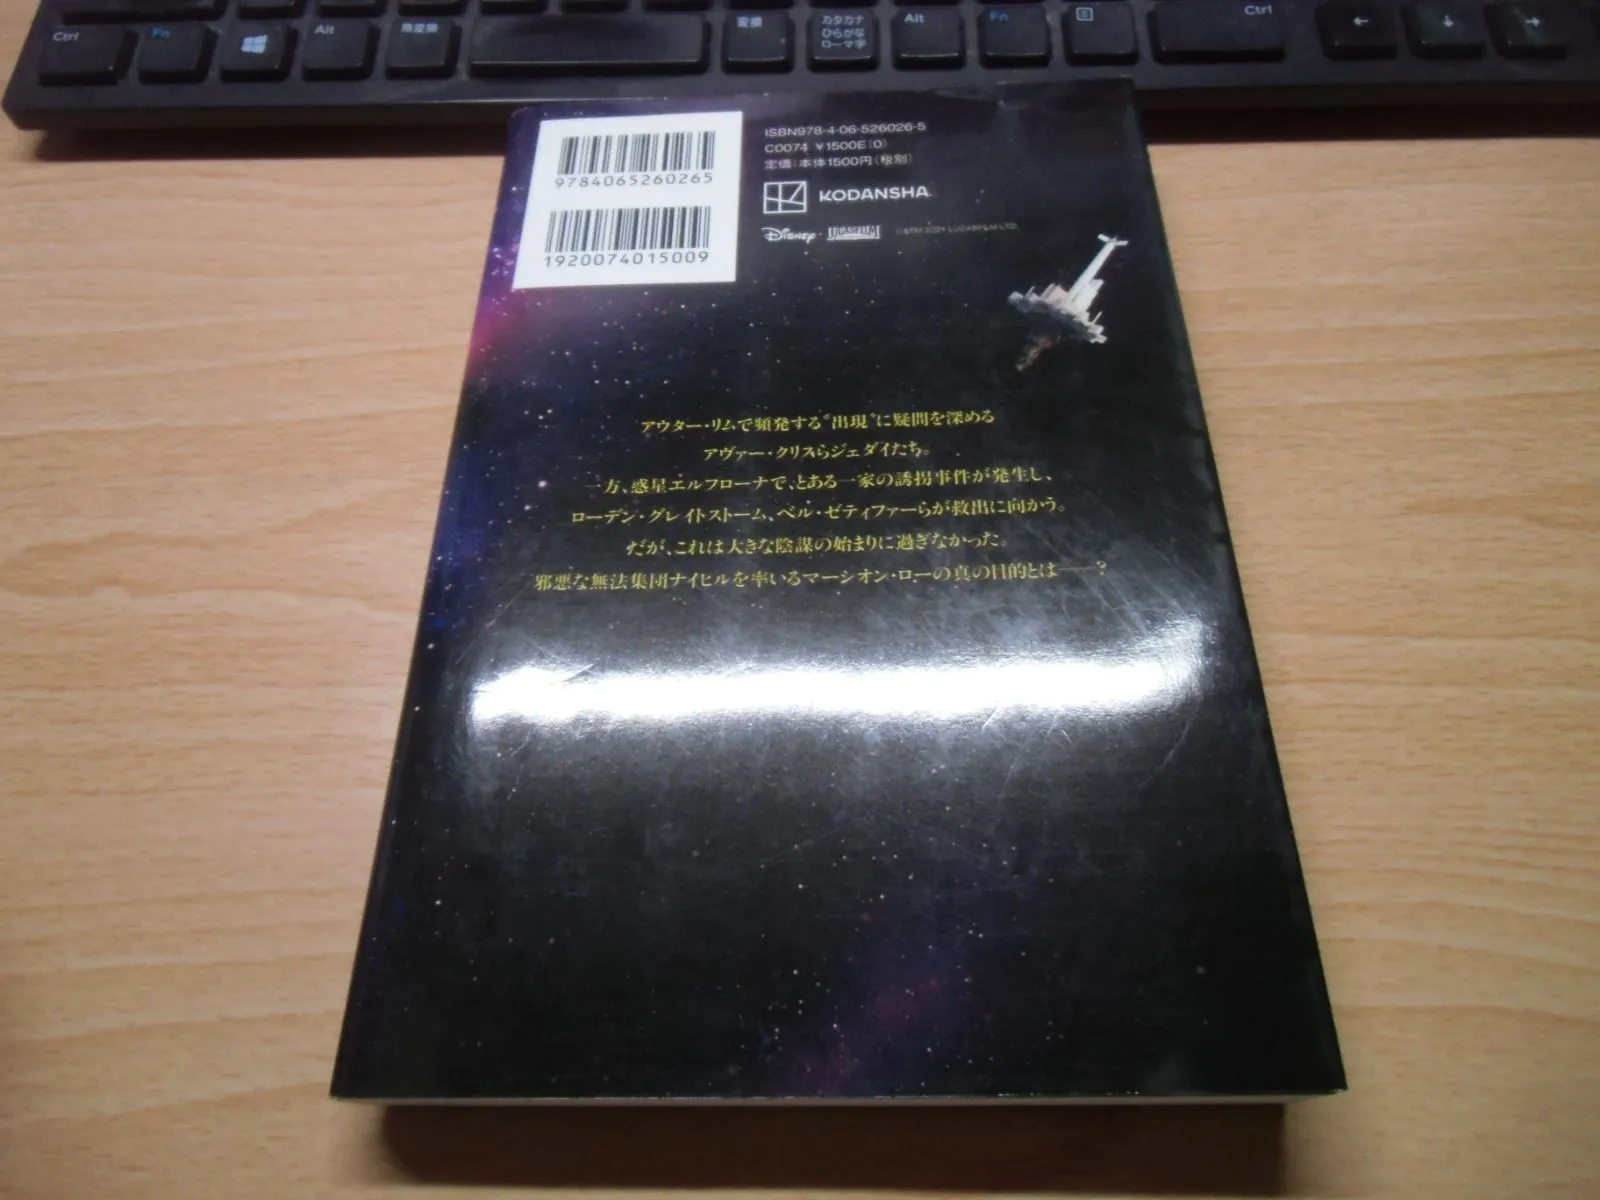 Ctrl
Fn
Alt
無変換
変換
カタカナ
ひらがな
ローマ字
Alt
Fn
Ctrl
←
↓
→
ISBN978-4-06-526026-5
C0074 ¥1500E(0)
定価:本体1500円(税別)
9784065260265
KODANSHA
Disney・LUCASFILM
©&TM 2021 LUCASFILM LTD.
1920074015009
アウター・リムで頻発する〝出現〟に疑問を深める
アヴァー・クリスらジェダイたち。
一方、惑星エルフローナで、とある一家の誘拐事件が発生し、
ローデン・グレイトストーム、ベル・ゼティファーらが救出に向かう。
だが、これは大きな陰謀の始まりに過ぎなかった。
邪悪な無法集団ナイヒルを率いるマーシオン・ローの真の目的とは——?